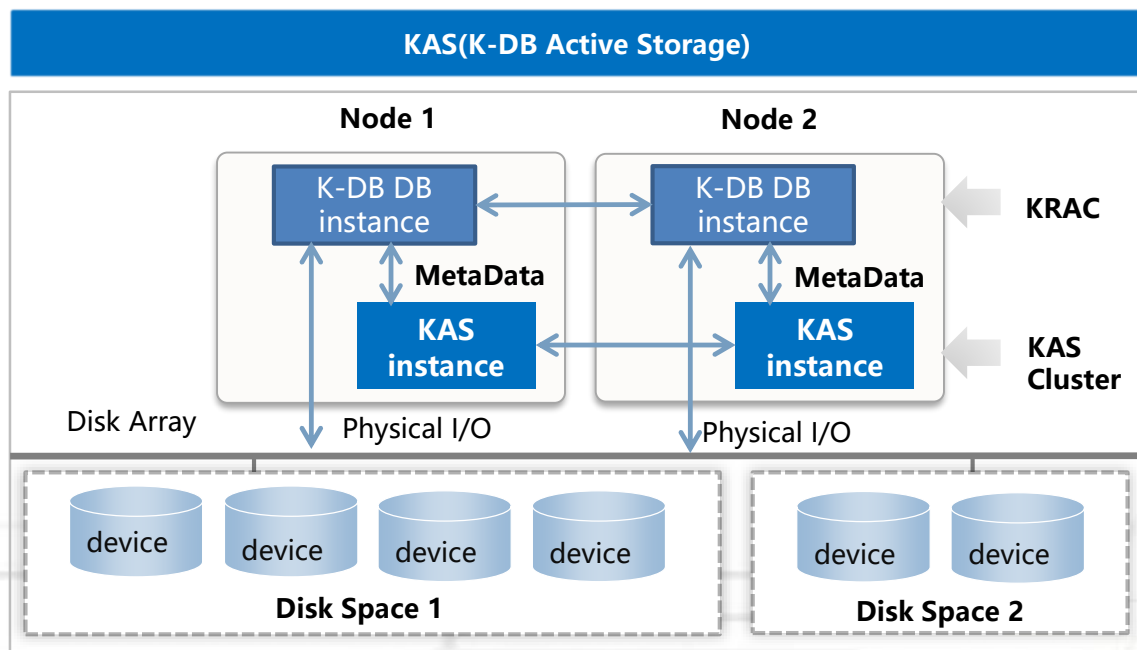 KAS(K-DB Active Storage)
Node 1
Node 2
K-DB DB
instance
K-DB DB
instance
KRAC
MetaData
MetaData
KAS
instance
KAS
instance
KAS
Cluster
Disk Array
Physical I/O
Physical I/O
device
device
device
device
device
device
Disk Space 1
Disk Space 2